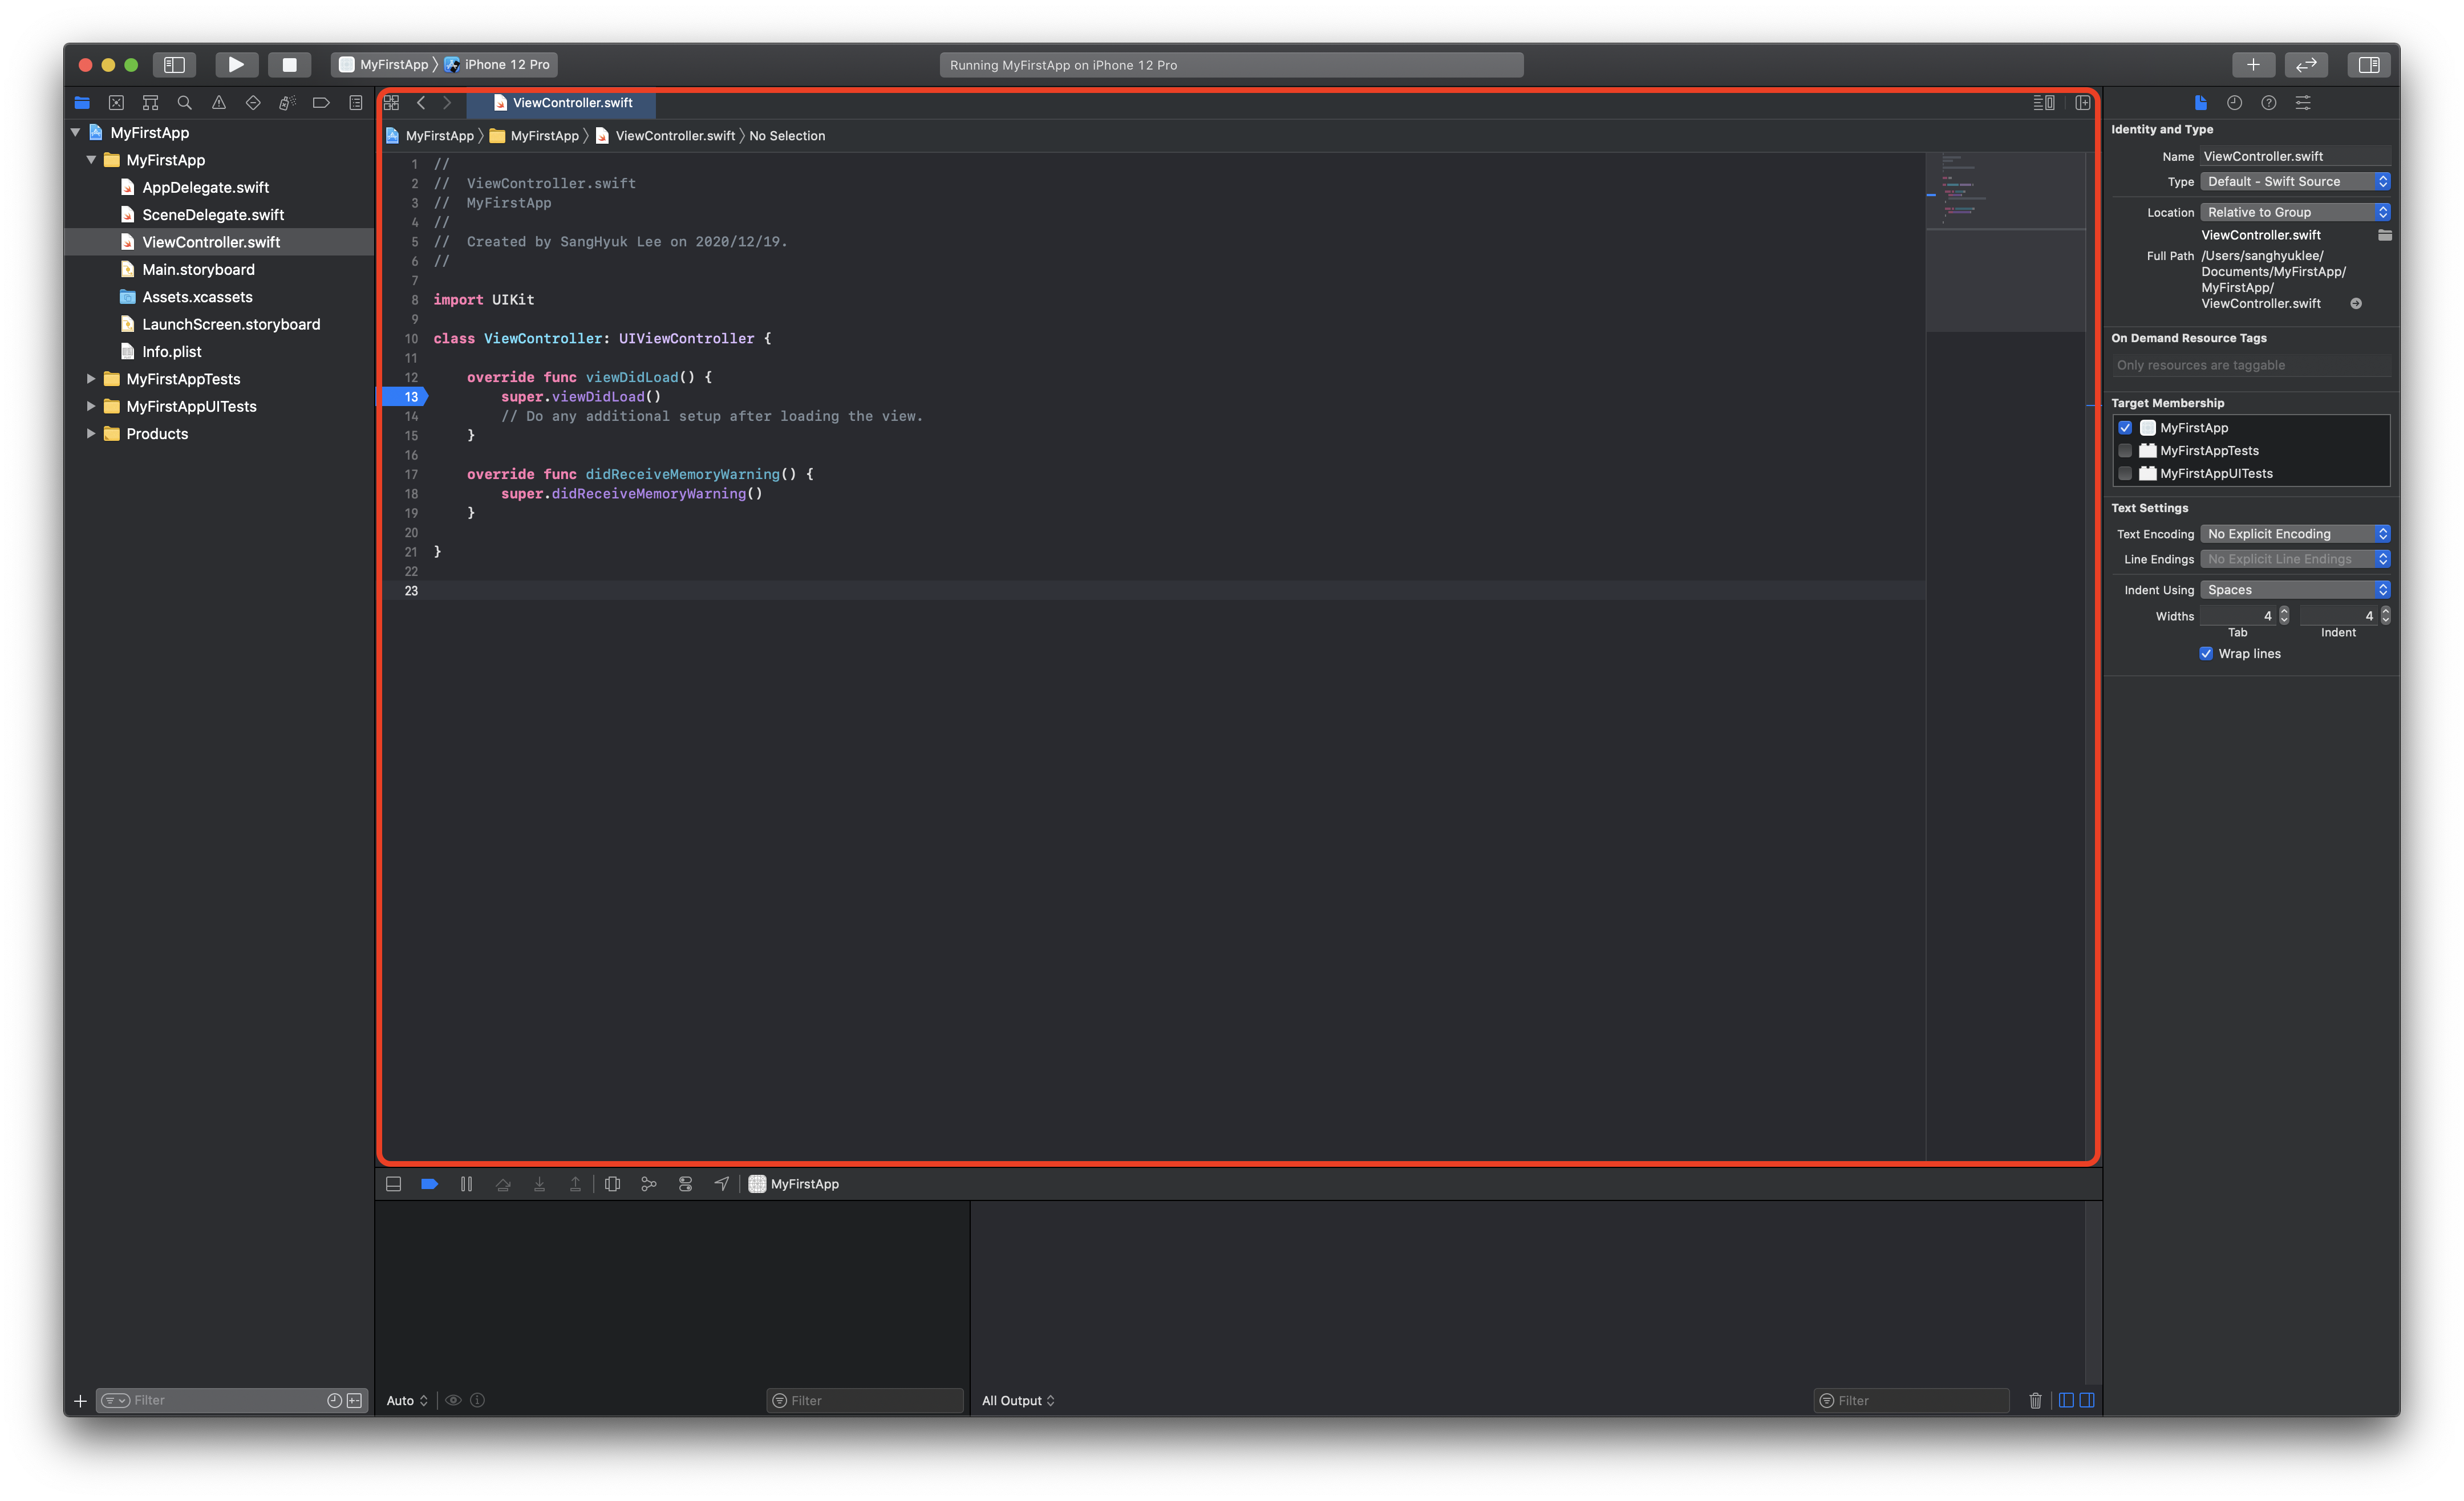 MyFirstApp 〉 iPhone 12 Pro
Running MyFirstApp on iPhone 12 Pro
MyFirstApp
MyFirstApp
AppDelegate.swift
SceneDelegate.swift
ViewController.swift
Main.storyboard
Assets.xcassets
LaunchScreen.storyboard
Info.plist
MyFirstAppTests
MyFirstAppUITests
Products
Filter
ViewController.swift
MyFirstApp 〉 MyFirstApp 〉 ViewController.swift 〉 No Selection
1 //
2 //  ViewController.swift
3 //  MyFirstApp
4 //
5 //  Created by SangHyuk Lee on 2020/12/19.
6 //
7
8 import UIKit
9
10 class ViewController: UIViewController {
11
12     override func viewDidLoad() {
13         super.viewDidLoad()
14         // Do any additional setup after loading the view.
15     }
16
17     override func didReceiveMemoryWarning() {
18         super.didReceiveMemoryWarning()
19     }
20
21 }
22
23
MyFirstApp
Auto
Filter
All Output
Filter
Identity and Type
Name ViewController.swift
Type Default - Swift Source
Location Relative to Group
ViewController.swift
Full Path /Users/sanghyuklee/
Documents/MyFirstApp/
MyFirstApp/
ViewController.swift
On Demand Resource Tags
Only resources are taggable
Target Membership
MyFirstApp
MyFirstAppTests
MyFirstAppUITests
Text Settings
Text Encoding No Explicit Encoding
Line Endings No Explicit Line Endings
Indent Using Spaces
Widths 4 4
Tab Indent
Wrap lines